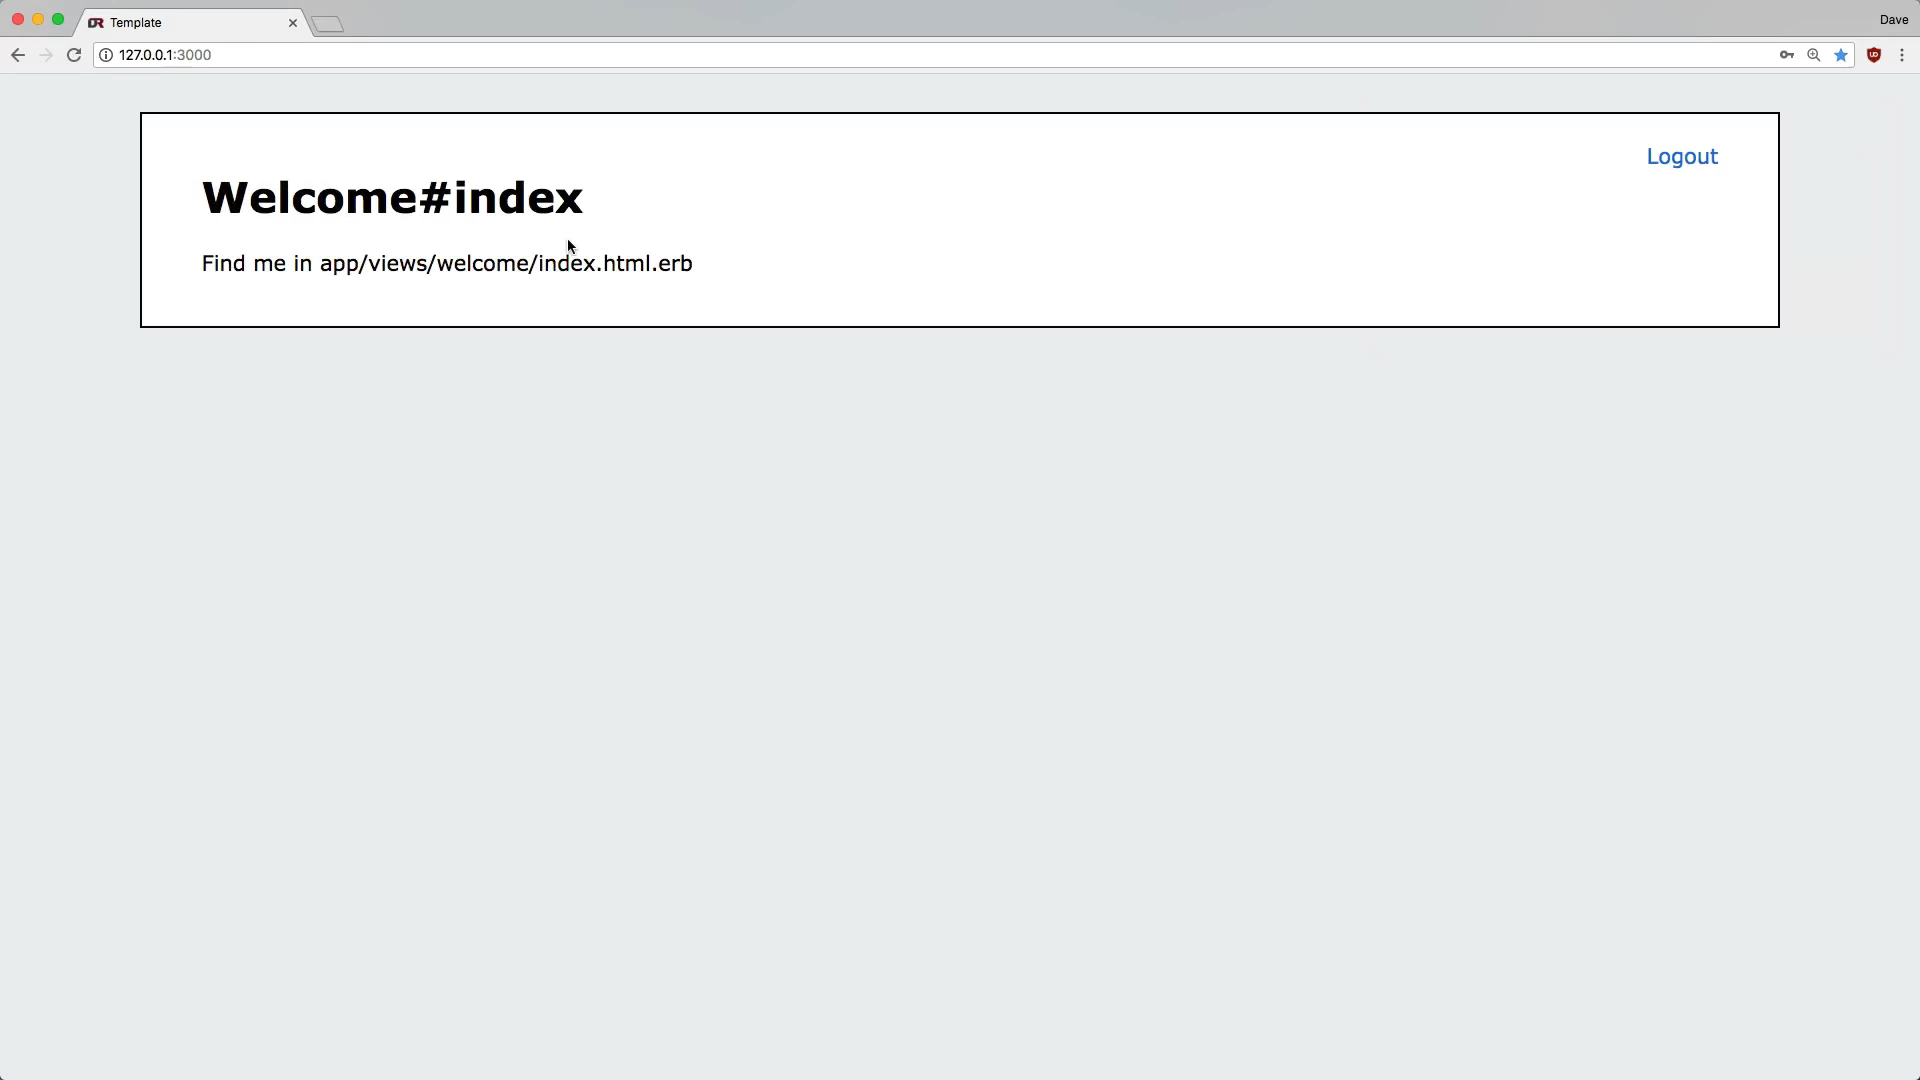 Template
Dave
127.0.0.1:3000
Logout
Welcome#index
Find me in app/views/welcome/index.html.erb